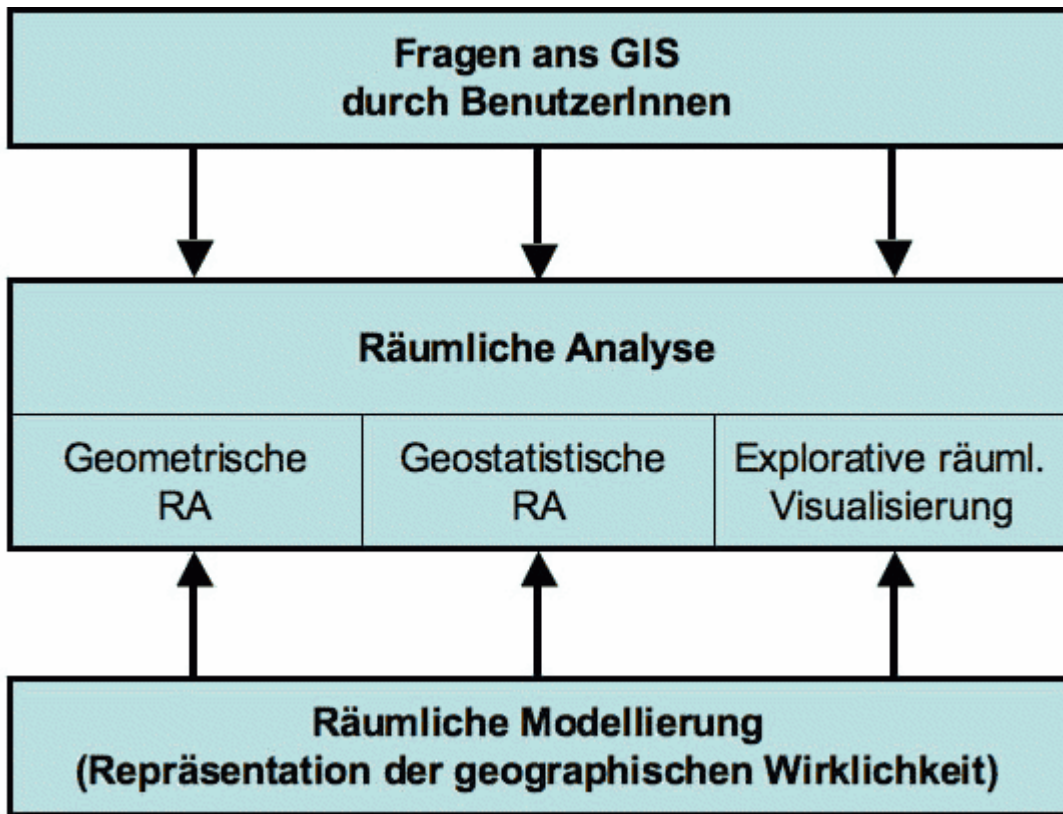 Fragen ans GIS
durch BenutzerInnen
Räumliche Analyse
Geometrische
RA
Geostatistische
RA
Explorative räuml.
Visualisierung
Räumliche Modellierung
(Repräsentation der geographischen Wirklichkeit)